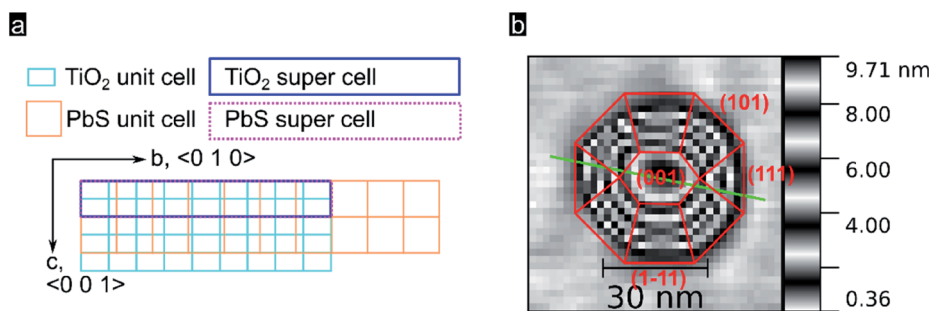 a
TiO₂ unit cell
TiO₂ super cell
PbS unit cell
PbS super cell
b, <0 1 0>
c,
<0 0 1>
b
(101)
(111)
(001)
(1-11)
30 nm
9.71 nm
8.00
6.00
4.00
0.36